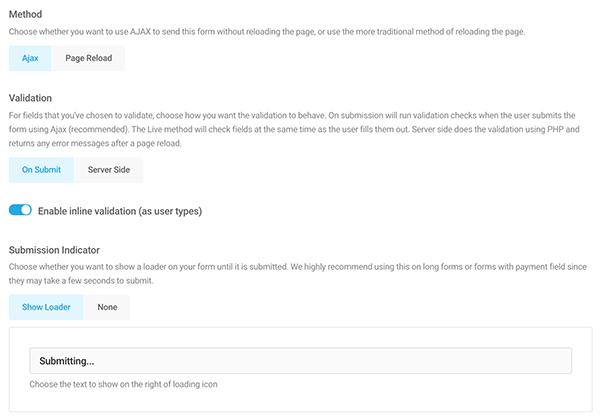 Method
Choose whether you want to use AJAX to send this form without reloading the page, or use the more traditional method of reloading the page.
Ajax Page Reload
Validation
For fields that you've chosen to validate, choose how you want the validation to behave. On submission will run validation checks when the user submits the
form using Ajax (recommended). The Live method will check fields at the same time as the user fills them out. Server side does the validation using PHP and
returns any error messages after a page reload.
On Submit Server Side
Enable inline validation (as user types)
Submission Indicator
Choose whether you want to show a loader on your form until it is submitted. We highly recommend using this on long forms or forms with payment field since
they may take a few seconds to submit.
Show Loader None
Submitting...
Choose the text to show on the right of loading icon